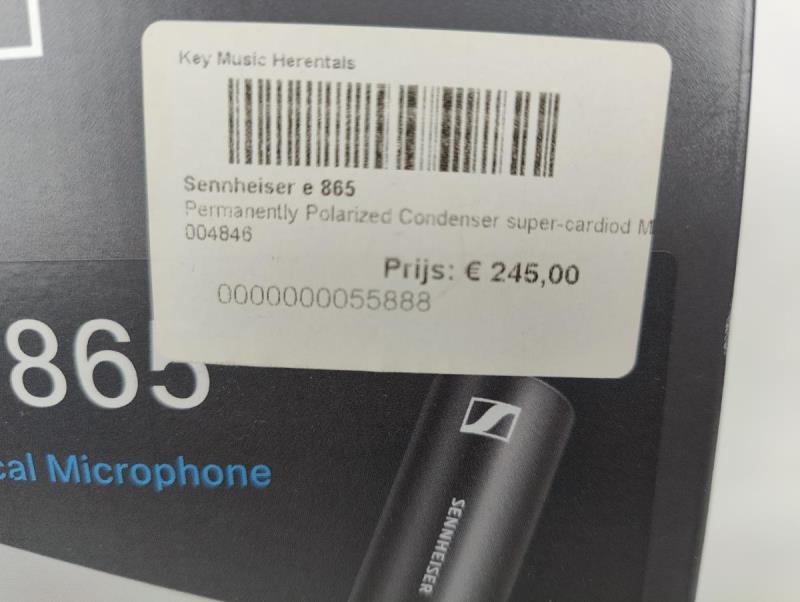 Key Music Herentals
Sennheiser e 865
Permanently Polarized Condenser super-cardiod M
004846
Prijs: € 245,00
0000000055888
865
cal Microphone
SENNHEISER